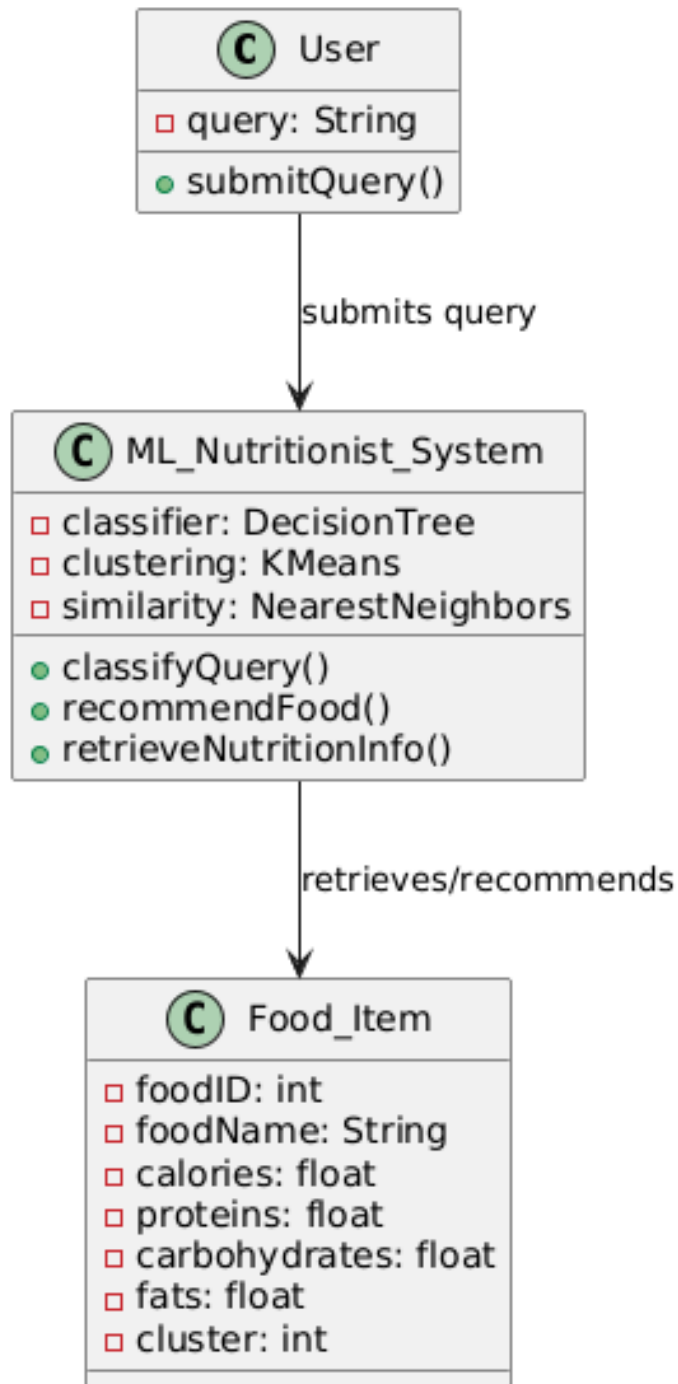 C User
query: String
submitQuery()
submits query
C ML_Nutritionist_System
classifier: DecisionTree
clustering: KMeans
similarity: NearestNeighbors
classifyQuery()
recommendFood()
retrieveNutritionInfo()
retrieves/recommends
C Food_Item
foodID: int
foodName: String
calories: float
proteins: float
carbohydrates: float
fats: float
cluster: int